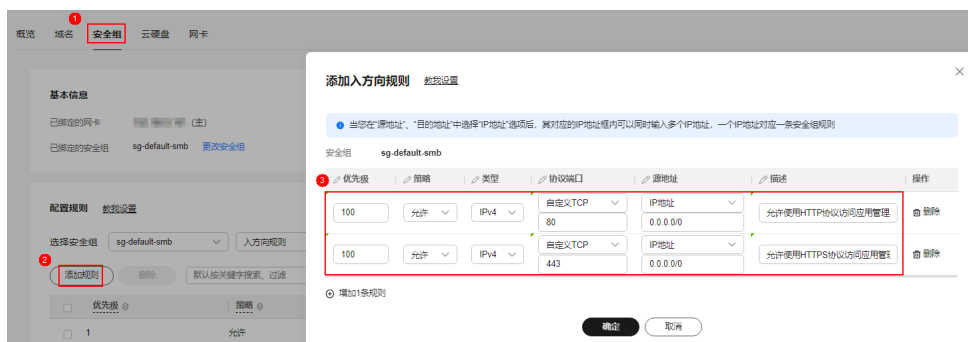 1
概览 域名 安全组 云硬盘 网卡
基本信息
已绑定的网卡 (主)
已绑定的安全组 sg-default-smb 更改安全组
配置规则 教我设置
选择安全组 sg-default-smb 入方向规则
2
添加规则 删除 默认按关键字搜索、过滤
优先级 策略
1 允许
添加入方向规则 教我设置
当您在“源地址”、“目的地址”中选择“IP地址”选项后，其对应的IP地址框内可以同时输入多个IP地址，一个IP地址对应一条安全组规则
安全组 sg-default-smb
3 优先级 策略 类型 协议端口 源地址 描述 操作
100 允许 IPv4 自定义TCP IP地址 允许使用HTTP协议访问应用管理 删除
80 0.0.0.0/0
100 允许 IPv4 自定义TCP IP地址 允许使用HTTPS协议访问应用管 删除
443 0.0.0.0/0
增加1条规则
确定 取消